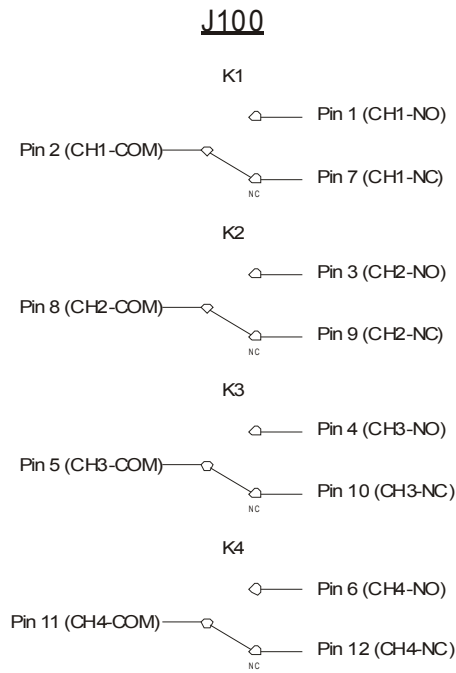 J100
K1
Pin 1 (CH1-NO)
Pin 2 (CH1-COM)
Pin 7 (CH1-NC)
NC
K2
Pin 3 (CH2-NO)
Pin 8 (CH2-COM)
Pin 9 (CH2-NC)
NC
K3
Pin 4 (CH3-NO)
Pin 5 (CH3-COM)
Pin 10 (CH3-NC)
NC
K4
Pin 6 (CH4-NO)
Pin 11 (CH4-COM)
Pin 12 (CH4-NC)
NC